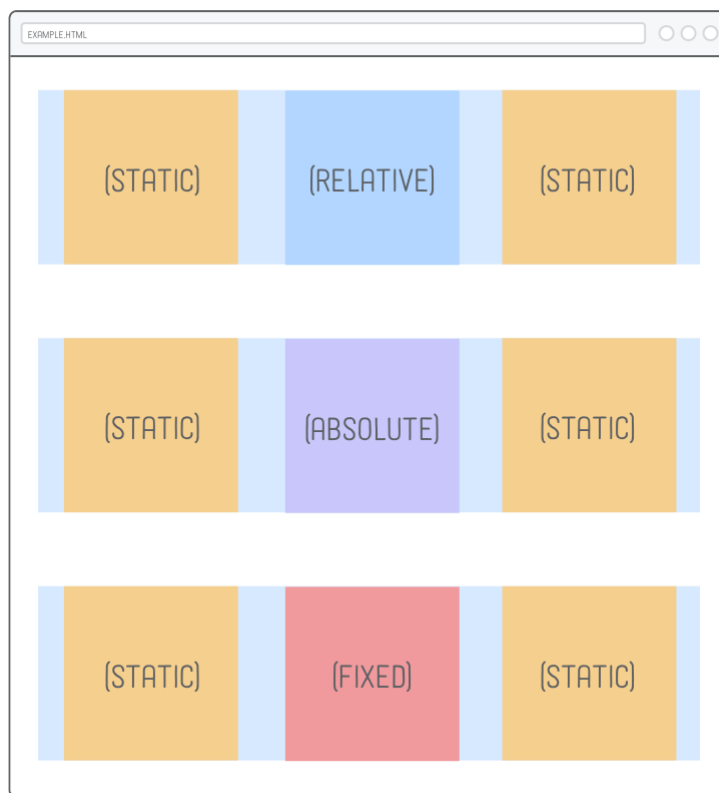 EXAMPLE.HTML
(STATIC) (RELATIVE) (STATIC)
(STATIC) (ABSOLUTE) (STATIC)
(STATIC) (FIXED) (STATIC)